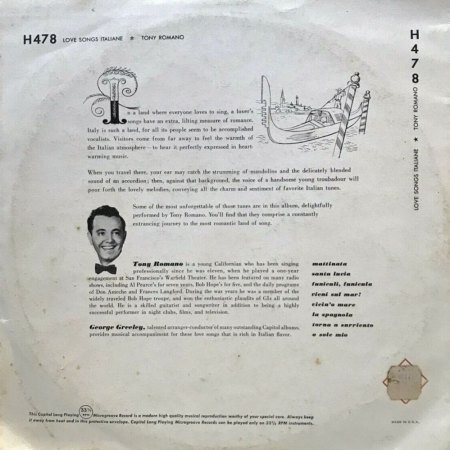 H478 LOVE SONGS ITALIANE ★ TONY ROMANO
H478
LOVE SONGS ITALIANE ★ TONY ROMANO
In a land where everyone loves to sing, a lover's
songs have an extra, lilting measure of romance.
Italy is such a land, for all its people seem to be accomplished
vocalists. Visitors come from far away to feel the warmth of
the Italian atmosphere — to hear it perfectly expressed in heart-
warming music.
When you travel there, your ear may catch the strumming of mandolins and the delicately blended
sound of an accordion; then, against that background, the voice of a handsome young troubadour will
pour forth the lovely melodies, conveying all the charm and sentiment of favorite Italian tunes.
Some of the most unforgettable of those tunes are in this album, delightfully
performed by Tony Romano. You'll find that they comprise a constantly
entrancing journey to the most romantic land of song.
Tony Romano is a young Californian who has been singing
professionally since he was eleven, when he played a one-year
engagement at San Francisco's Warfield Theater. He has been featured on many radio
shows, including Al Pearce's for seven years, Bob Hope's for five, and the daily programs
of Don Ameche and Frances Langford. During the war years he was a member of the
widely traveled Bob Hope troupe, and won the enthusiastic plaudits of GIs all around
the world. He is a skilled guitarist and songwriter in addition to being a highly
successful performer in night clubs, films, and television.
George Greeley, talented arranger-conductor of many outstanding Capitol albums,
provides musical accompaniment for these love songs that is rich in Italian flavor.
mattinata
santa lucia
funiculi, funicula
vieni sul mar!
vicin'o mare
la spagnola
torna a surriento
o sole mio
This Capitol Long Playing 33⅓ RPM Microgroove Record is a modern high quality musical reproduction worthy of your special care. Always keep
it away from heat and in this protective envelope. Capitol Long Playing Microgroove Records can be played only on 33⅓ RPM instruments.
MADE IN U.S.A.